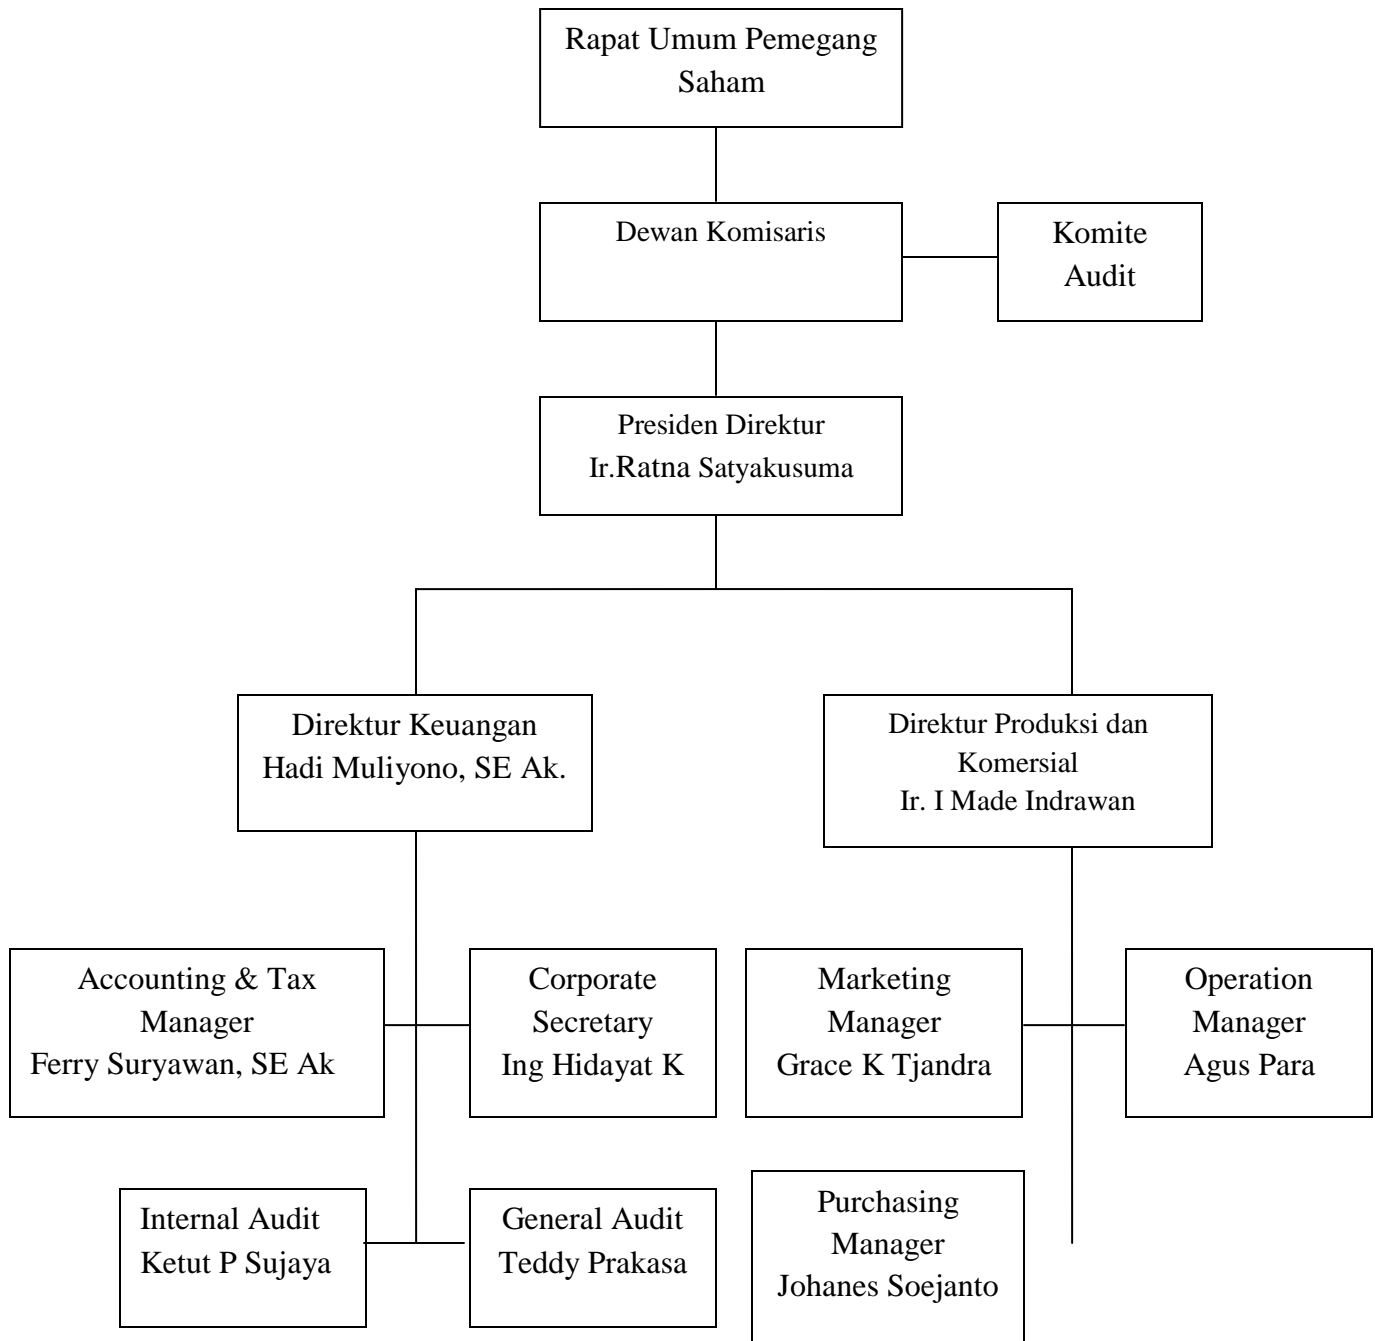 Rapat Umum Pemegang
Saham
Dewan Komisaris
Komite
Audit
Presiden Direktur
Ir.Ratna Satyakusuma
Direktur Keuangan
Hadi Muliyono, SE Ak.
Direktur Produksi dan
Komersial
Ir. I Made Indrawan
Accounting & Tax
Manager
Ferry Suryawan, SE Ak
Corporate
Secretary
Ing Hidayat K
Marketing
Manager
Grace K Tjandra
Operation
Manager
Agus Para
Internal Audit
Ketut P Sujaya
General Audit
Teddy Prakasa
Purchasing
Manager
Johanes Soejanto